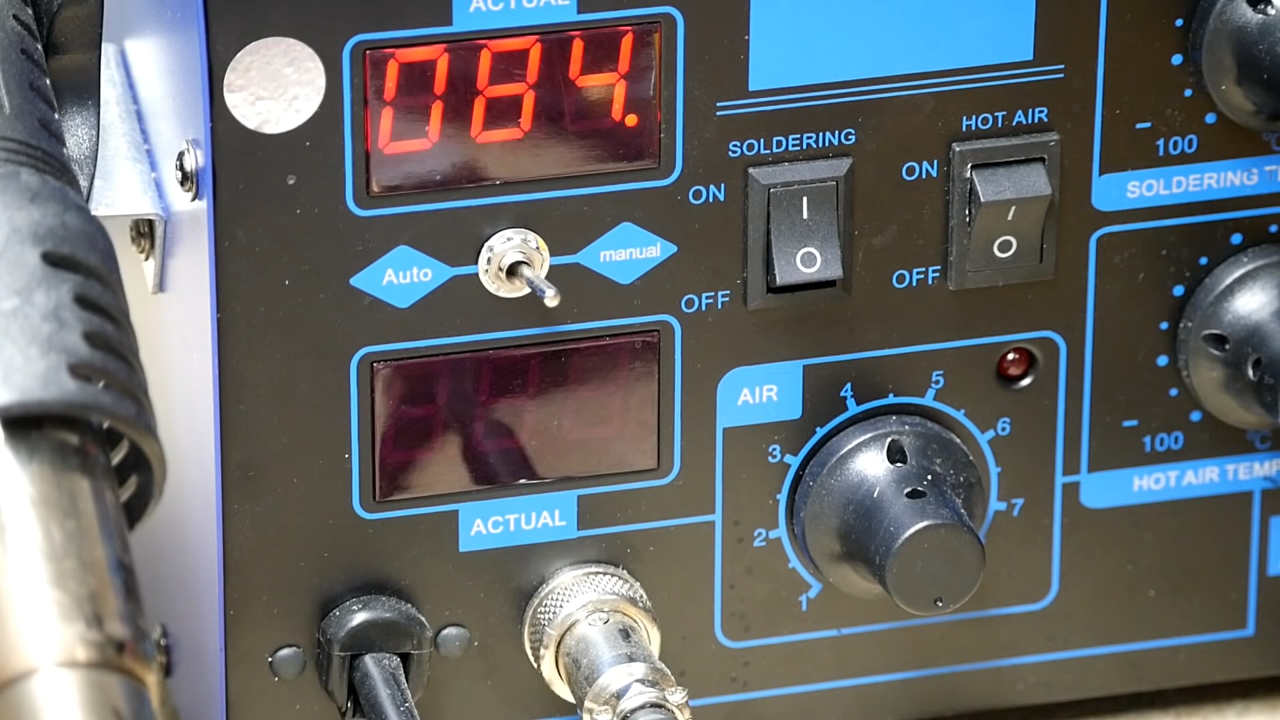 ACTUAL
084.
SOLDERING
HOT AIR
ON
ON
I
O
I
O
OFF
OFF
100
SOLDERING
Auto
manual
AIR
1
2
3
4
5
6
7
100
°C
HOT AIR
ACTUAL